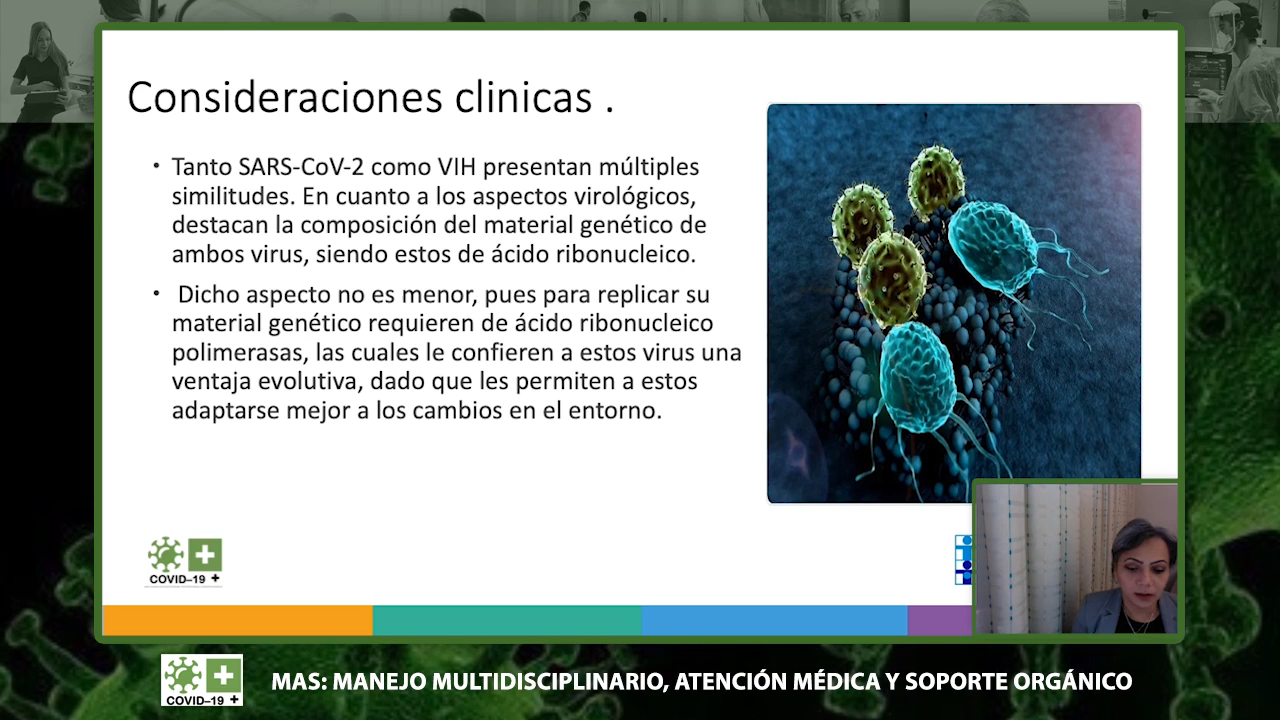 Consideraciones clinicas .
• Tanto SARS-CoV-2 como VIH presentan múltiples
similitudes. En cuanto a los aspectos virológicos,
destacan la composición del material genético de
ambos virus, siendo estos de ácido ribonucleico.
• Dicho aspecto no es menor, pues para replicar su
material genético requieren de ácido ribonucleico
polimerasas, las cuales le confieren a estos virus una
ventaja evolutiva, dado que les permiten a estos
adaptarse mejor a los cambios en el entorno.
COVID-19 +
COVID-19 +
MAS: MANEJO MULTIDISCIPLINARIO, ATENCIÓN MÉDICA Y SOPORTE ORGÁNICO